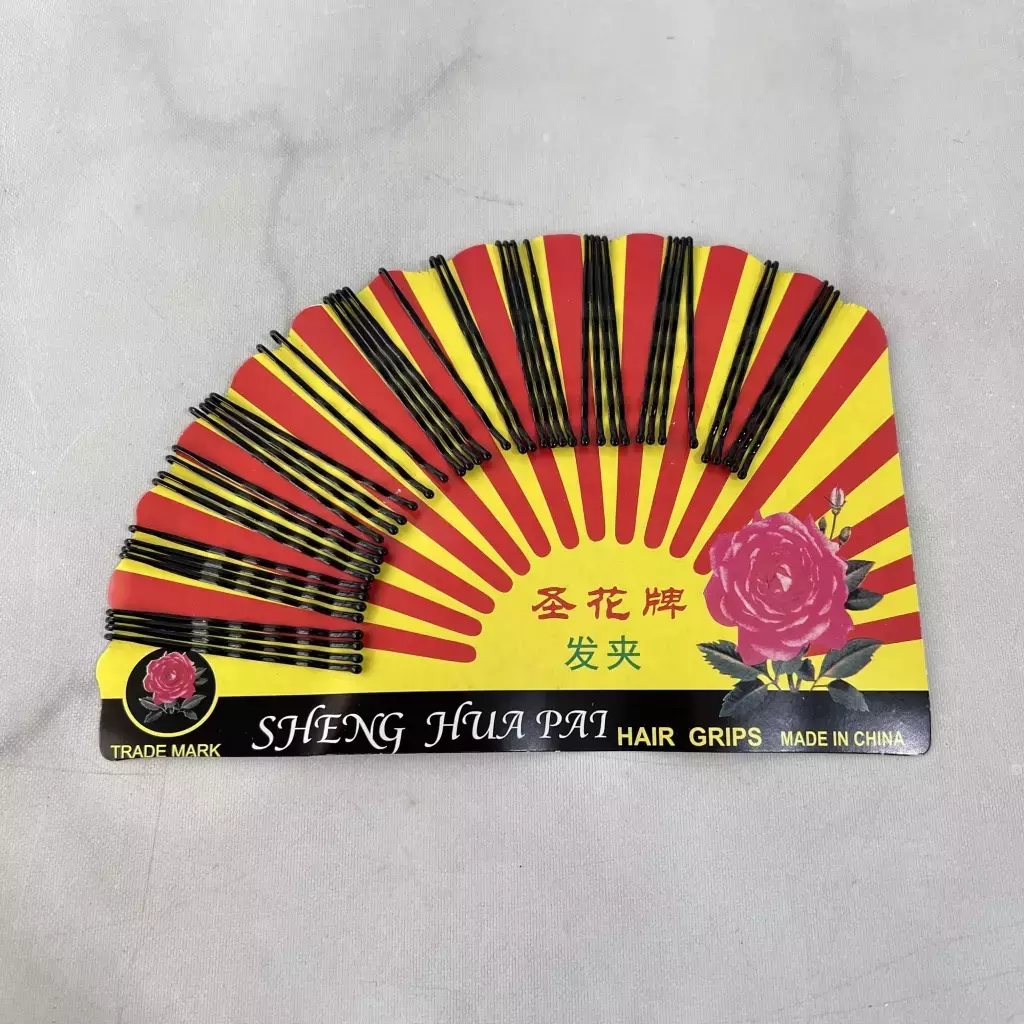 圣花牌
发夹
SHENG HUA PAI HAIR GRIPS MADE IN CHINA
TRADE MARK